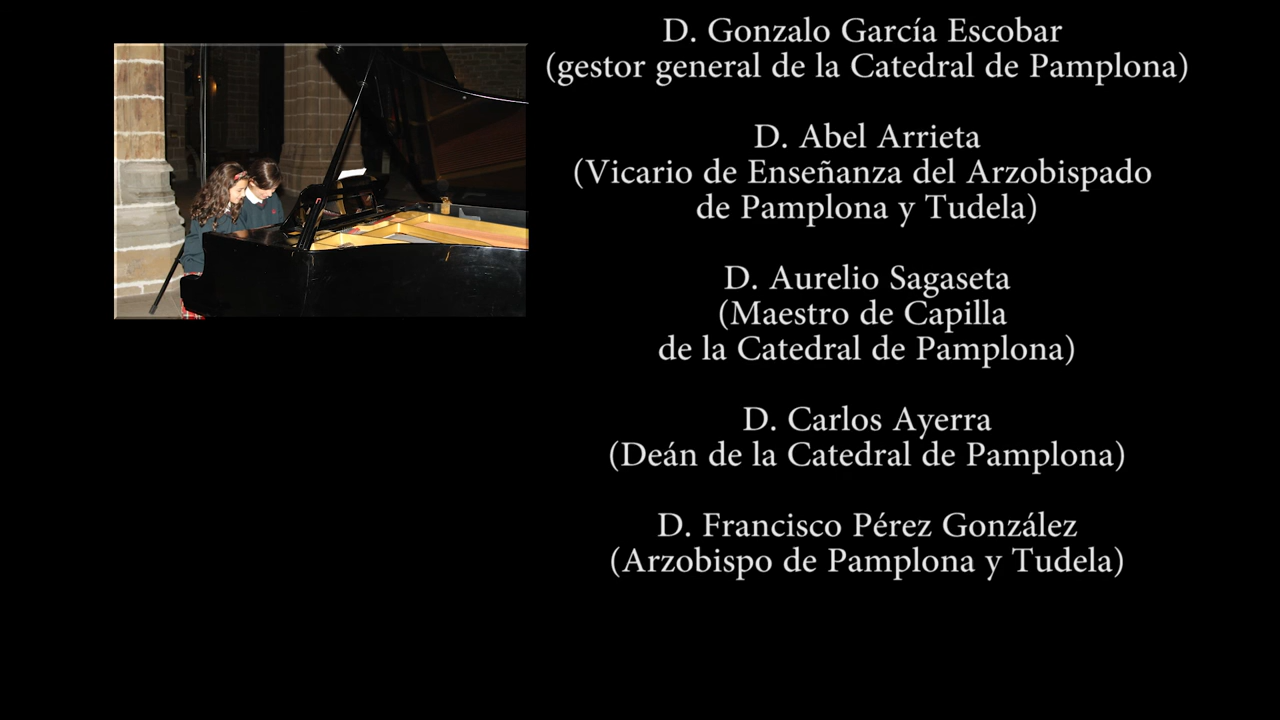 D. Gonzalo García Escobar
(gestor general de la Catedral de Pamplona)
D. Abel Arrieta
(Vicario de Enseñanza del Arzobispado
de Pamplona y Tudela)
D. Aurelio Sagaseta
(Maestro de Capilla
de la Catedral de Pamplona)
D. Carlos Ayerra
(Deán de la Catedral de Pamplona)
D. Francisco Pérez González
(Arzobispo de Pamplona y Tudela)